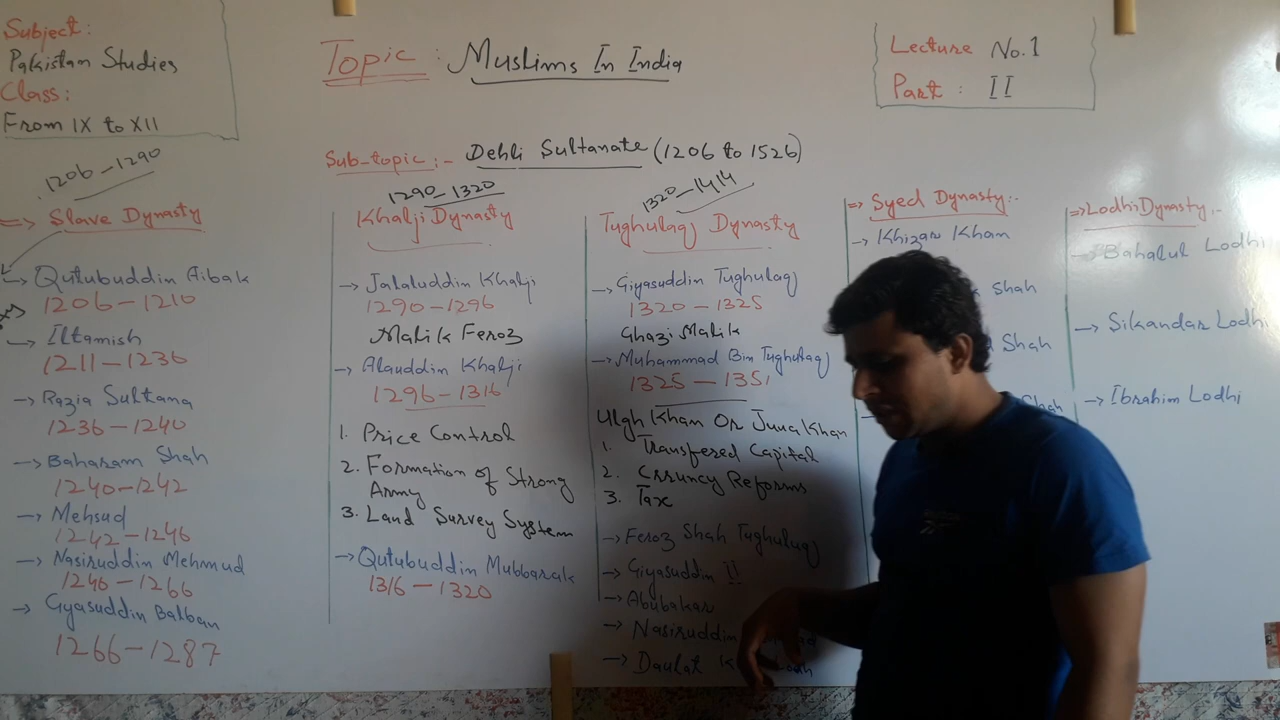 Subject:
Pakistan Studies
Class:
From IX to XII
Topic: Muslims In India
Lecture No.1
Part: II
Sub-topic:- Dehli Sultanate (1206 to 1526)
1206-1290
=> Slave Dynasty
→ Qutubuddin Aibak
1206-1210
→ Iltamish
1211-1236
→ Razia Sultana
1236-1240
→ Baharam Shah
1240-1242
→ Mehsud
1242-1246
→ Nasiruddin Mehmud
1246-1266
→ Gyasuddin Balban
1266-1287
1290-1320
Khalji Dynasty
→ Jalaluddin Khalji
1290-1296
Malik Feroz
→ Alauddin Khalji
1296-1316
1. Price Control
2. Formation of Strong
Army
3. Land Survey System
→ Qutubuddin Mubbarak
1316-1320
1320-1414
Tughulaq Dynasty
→ Giyasuddin Tughulaq
1320-1325
Ghazi Malik
→ Muhammad Bin Tughulaq
1325-1351
Ulgh Khan Or Juna Khan
1. Transfered Capital
2. Crruncy Reforms
3. Tax
→ Feroz Shah Tughulaq
→ Giyasuddin II
→ Abubakar
→ Nasiruddin
→ Daulat
=> Syed Dynasty:-
→ Khizar Khan
Shah
Shah
Shah
=> Lodhi Dynasty:-
→ Bahalul Lodhi
→ Sikandar Lodhi
→ Ibrahim Lodhi